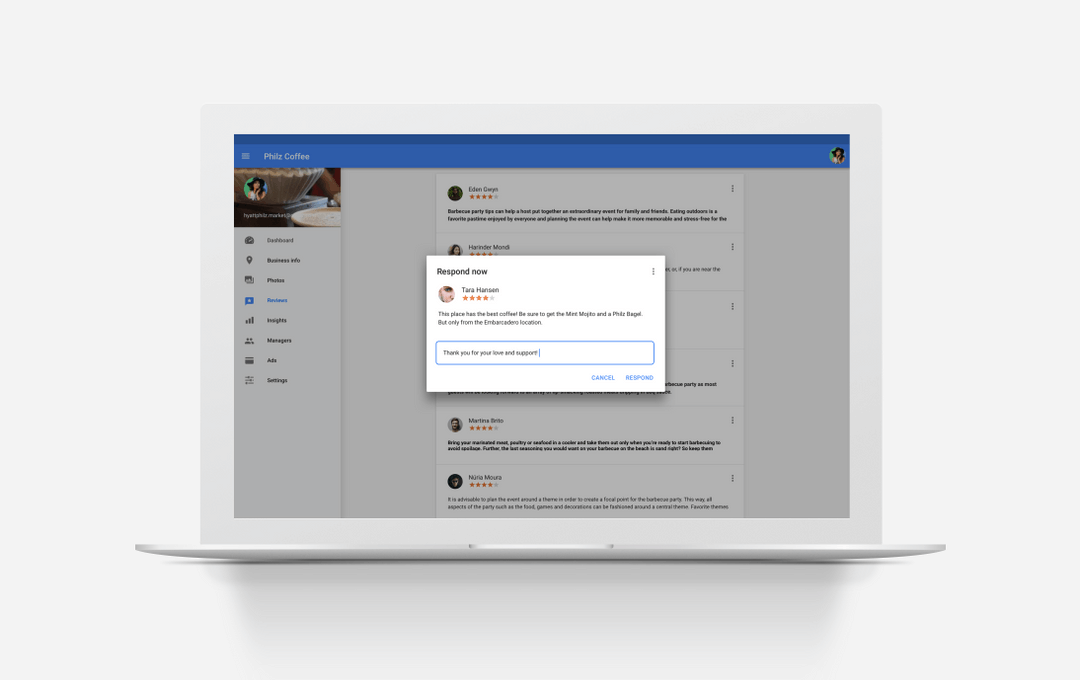 Philz Coffee
Dashboard
Business info
Photos
Reviews
Insights
Managers
Ads
Settings
Eden Gwyn
Barbecue party tips can help a host put together an extraordinary event for family and friends. Eating outdoors is a
favorite pastime enjoyed by everyone and planning the event can help make it more memorable and stress-free for the
Harinder Mondi
or, if you are near the
Respond now
Tara Hansen
This place has the best coffee! Be sure to get the Mint Mojito and a Philz Bagel.
But only from the Embarcadero location.
Thank you for your love and support!
CANCEL RESPOND
barbecue party as most
Martina Brito
Bring your marinated meat, poultry or seafood in a cooler and take them out only when you're ready to start barbecuing to
avoid spoilage. Further, the last seasoning you would want on your barbecue on the beach is sand right? So keep them
Núria Moura
It is advisable to plan the event around a theme in order to create a focal point for the barbecue party. This way, all
aspects of the party such as the food, games and decorations can be fashioned around a central theme. Favorite themes